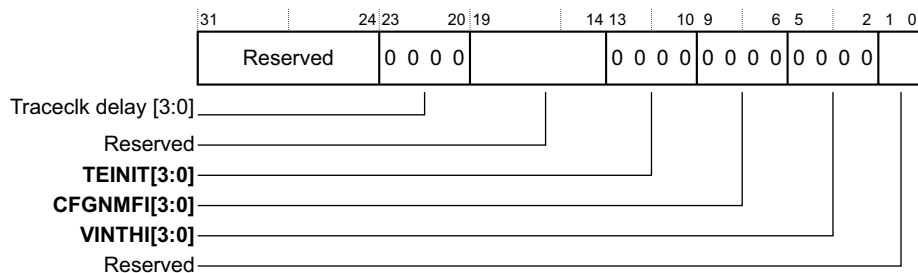 31 24 23 20 19 14 13 10 9 6 5 2 1 0
Reserved 0 0 0 0 0 0 0 0 0 0 0 0 0 0 0 0
Traceclk delay [3:0]
Reserved
TEINIT[3:0]
CFGNMFI[3:0]
VINTHI[3:0]
Reserved